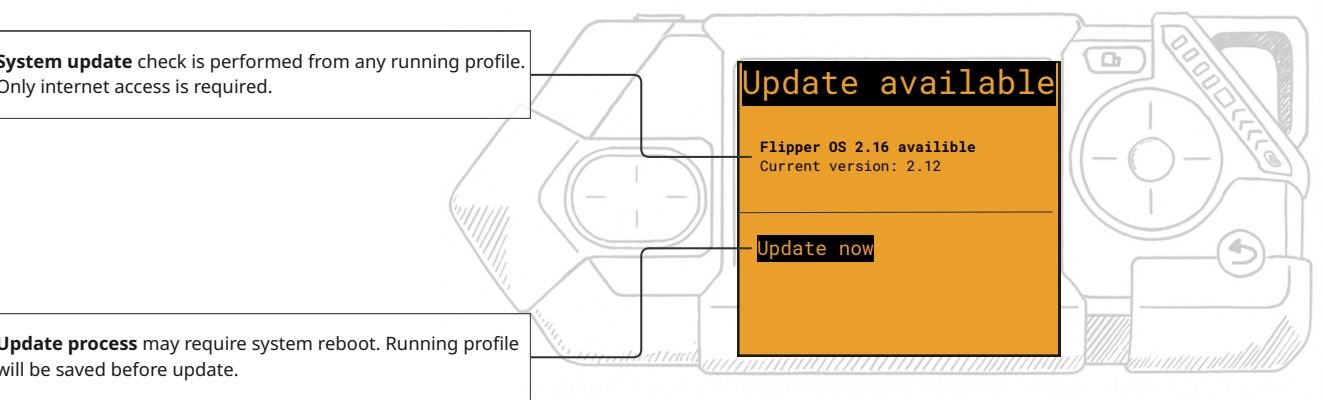 System update check is performed from any running profile.
Only internet access is required.
Update available
Flipper OS 2.16 availible
Current version: 2.12
Update now
Update process may require system reboot. Running profile
will be saved before update.